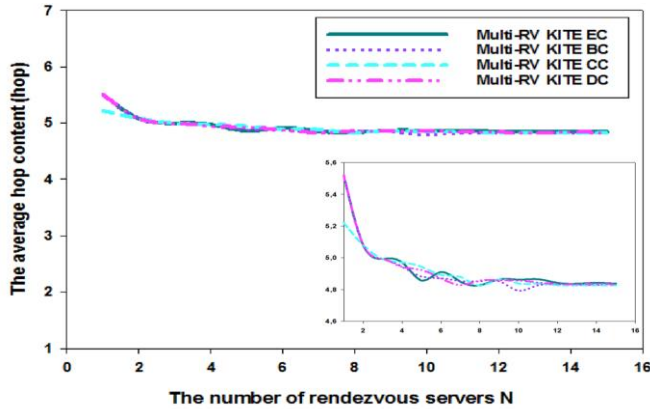 7
6
5
4
3
2
1
The average hop content (hop)
Multi-RV KITE EC
Multi-RV KITE BC
Multi-RV KITE CC
Multi-RV KITE DC
5,6
5,4
5,2
5,0
4,8
4,6
2 4 6 8 10 12 14 16
0 2 4 6 8 10 12 14 16
The number of rendezvous servers N